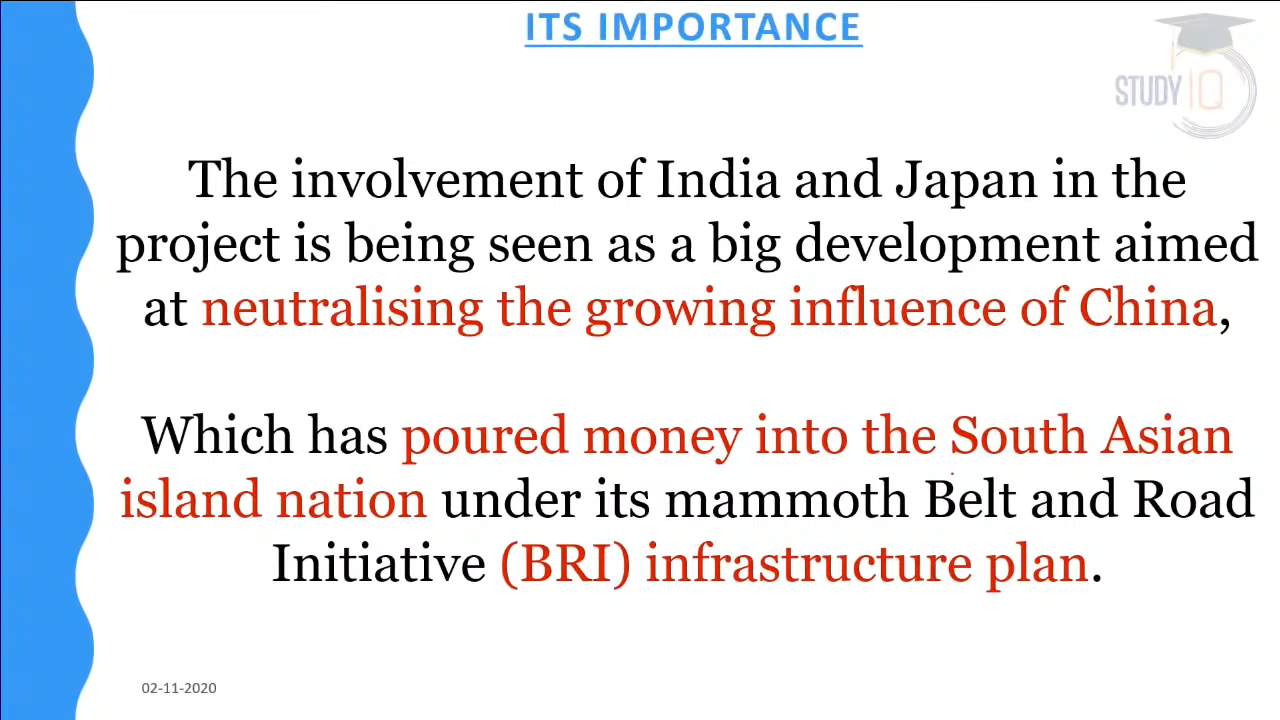 ITS IMPORTANCE
STUDY IQ
The involvement of India and Japan in the
project is being seen as a big development aimed
at neutralising the growing influence of China,
Which has poured money into the South Asian
island nation under its mammoth Belt and Road
Initiative (BRI) infrastructure plan.
02-11-2020